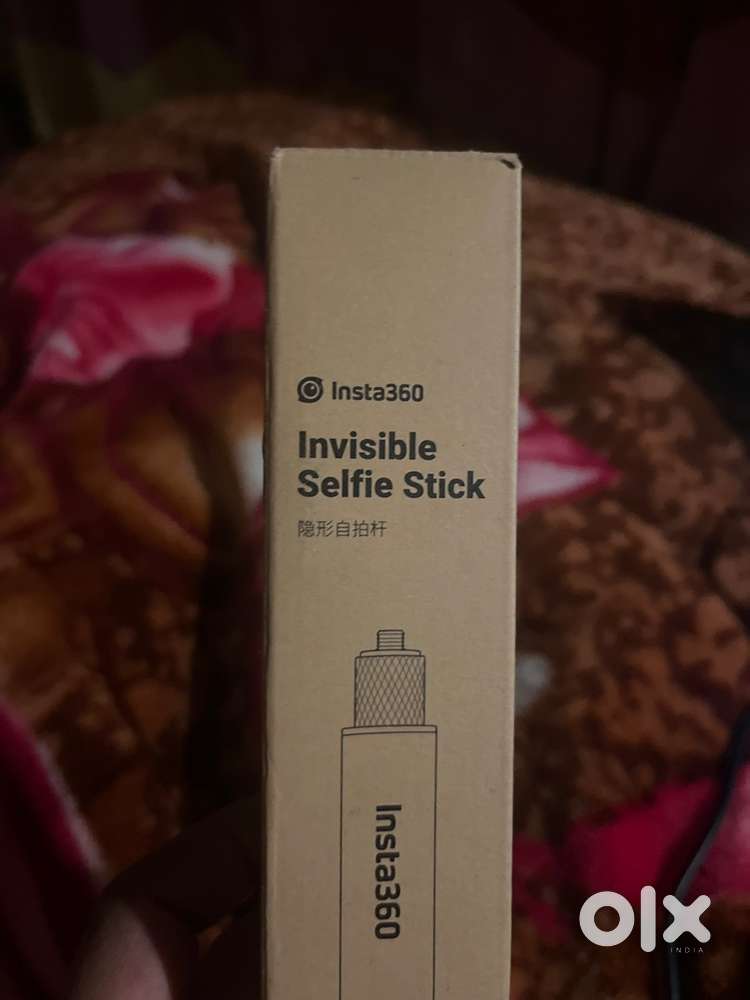 Insta360
Invisible
Selfie Stick
隐形自拍杆
Insta360
olx
INDIA